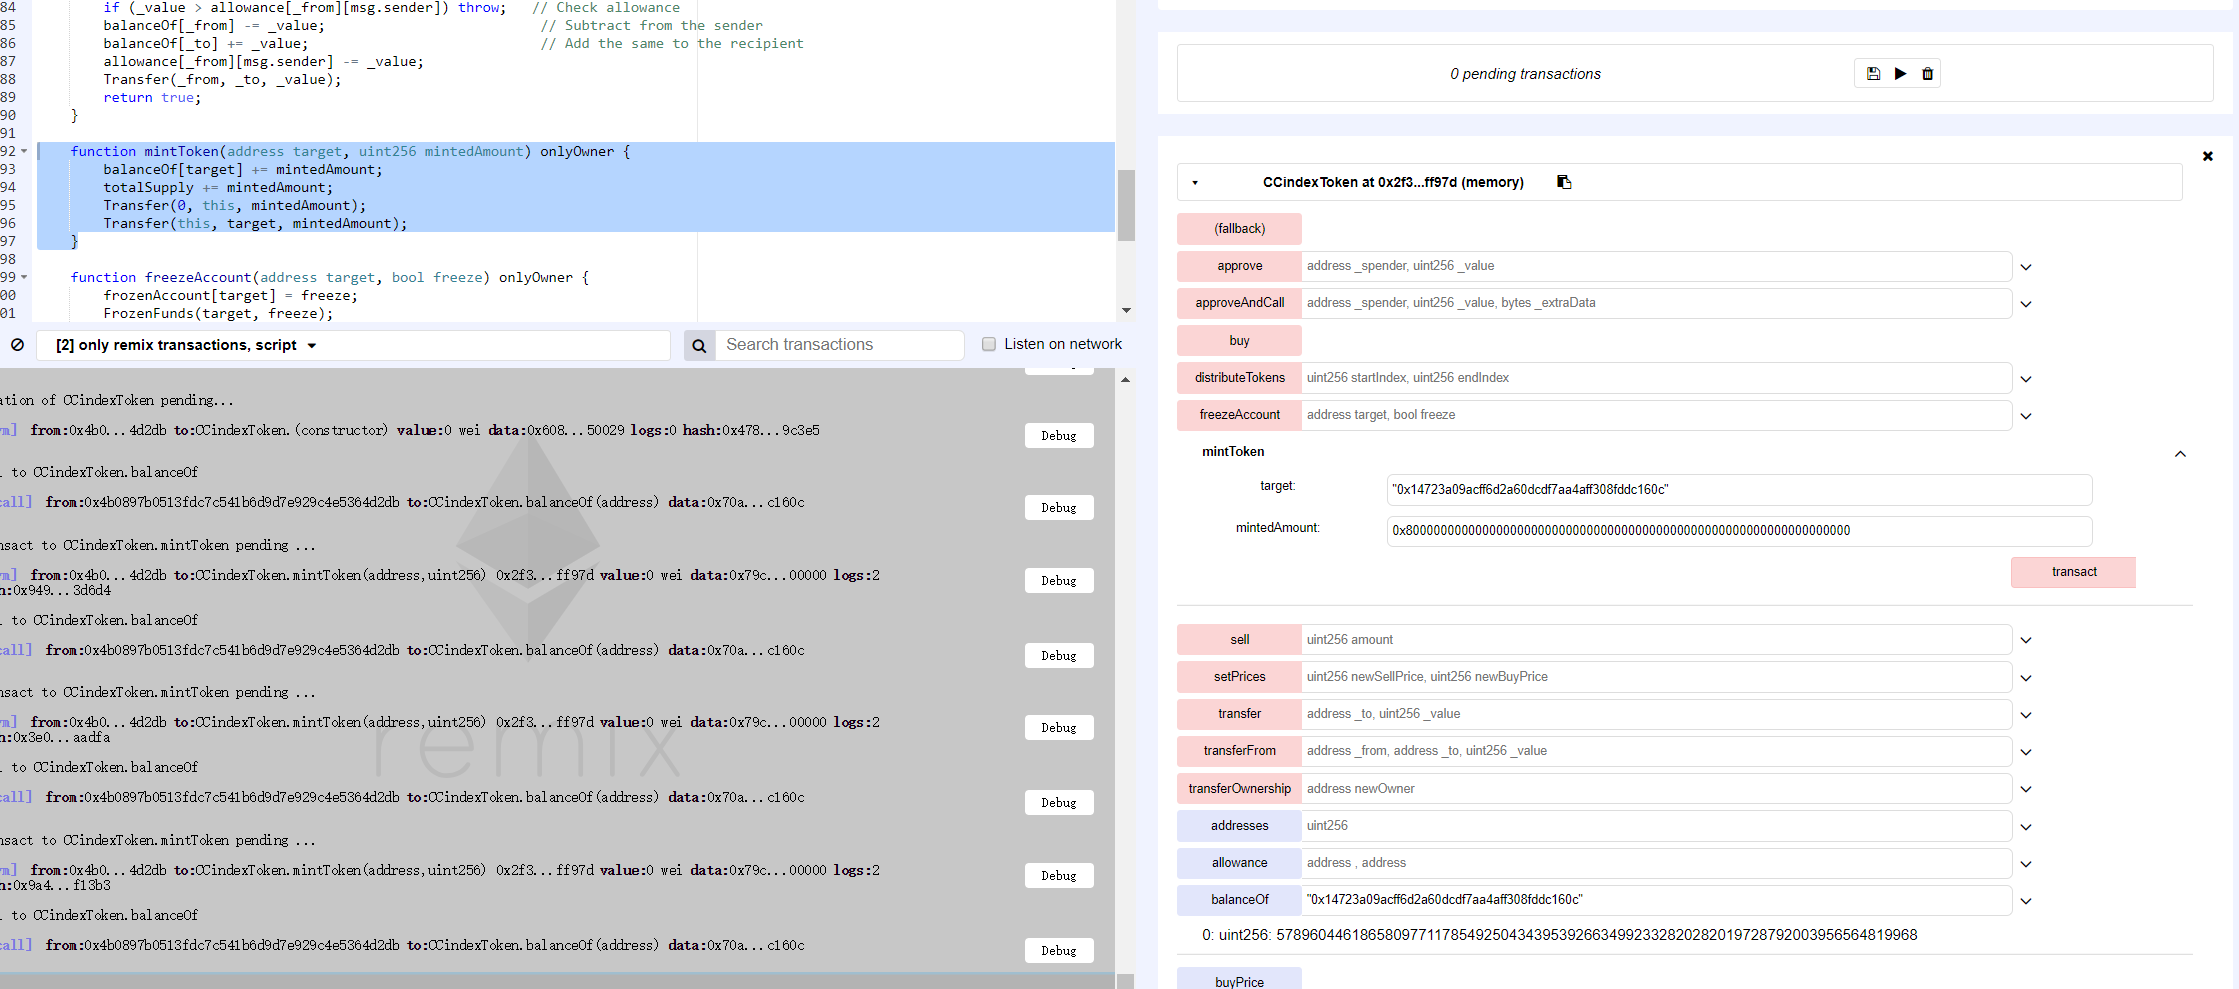 84 if (_value > allowance[_from][msg.sender]) throw; // Check allowance
85 balanceOf[_from] -= _value; // Subtract from the sender
86 balanceOf[_to] += _value; // Add the same to the recipient
87 allowance[_from][msg.sender] -= _value;
88 Transfer(_from, _to, _value);
89 return true;
90 }
91
92 function mintToken(address target, uint256 mintedAmount) onlyOwner {
93 balanceOf[target] += mintedAmount;
94 totalSupply += mintedAmount;
95 Transfer(0, this, mintedAmount);
96 Transfer(this, target, mintedAmount);
97 }
98
99 function freezeAccount(address target, bool freeze) onlyOwner {
00 frozenAccount[target] = freeze;
01 FrozenFunds(target, freeze);
[2] only remix transactions, script
Search transactions
Listen on network
ation of CCindexToken pending...
m] from:0x4b0...4d2db to:CCindexToken.(constructor) value:0 wei data:0x608...50029 logs:0 hash:0x478...9c3e5
Debug
l to CCindexToken.balanceOf
call] from:0x4b0897b0513fdc7c541b6d9d7e929c4e5364d2db to:CCindexToken.balanceOf(address) data:0x70a...c160c
Debug
nsact to CCindexToken.mintToken pending ...
m] from:0x4b0...4d2db to:CCindexToken.mintToken(address,uint256) 0x2f3...ff97d value:0 wei data:0x79c...00000 logs:2
h:0x949...3d6d4
Debug
l to CCindexToken.balanceOf
call] from:0x4b0897b0513fdc7c541b6d9d7e929c4e5364d2db to:CCindexToken.balanceOf(address) data:0x70a...c160c
Debug
nsact to CCindexToken.mintToken pending ...
m] from:0x4b0...4d2db to:CCindexToken.mintToken(address,uint256) 0x2f3...ff97d value:0 wei data:0x79c...00000 logs:2
h:0x3e0...aadfa
Debug
remix
l to CCindexToken.balanceOf
call] from:0x4b0897b0513fdc7c541b6d9d7e929c4e5364d2db to:CCindexToken.balanceOf(address) data:0x70a...c160c
Debug
nsact to CCindexToken.mintToken pending ...
m] from:0x4b0...4d2db to:CCindexToken.mintToken(address,uint256) 0x2f3...ff97d value:0 wei data:0x79c...00000 logs:2
h:0x9a4...f13b3
Debug
l to CCindexToken.balanceOf
call] from:0x4b0897b0513fdc7c541b6d9d7e929c4e5364d2db to:CCindexToken.balanceOf(address) data:0x70a...c160c
Debug
0 pending transactions
CCindexToken at 0x2f3...ff97d (memory)
(fallback)
approve address _spender, uint256 _value
approveAndCall address _spender, uint256 _value, bytes _extraData
buy
distributeTokens uint256 startIndex, uint256 endIndex
freezeAccount address target, bool freeze
mintToken
target: "0x14723a09acff6d2a60dcdf7aa4aff308fddc160c"
mintedAmount: 0x8000000000000000000000000000000000000000000000000000000000000000
transact
sell uint256 amount
setPrices uint256 newSellPrice, uint256 newBuyPrice
transfer address _to, uint256 _value
transferFrom address _from, address _to, uint256 _value
transferOwnership address newOwner
addresses uint256
allowance address , address
balanceOf "0x14723a09acff6d2a60dcdf7aa4aff308fddc160c"
0: uint256: 57896044618658097711785492504343953926634992332820282019728792003956564819968
buyPrice